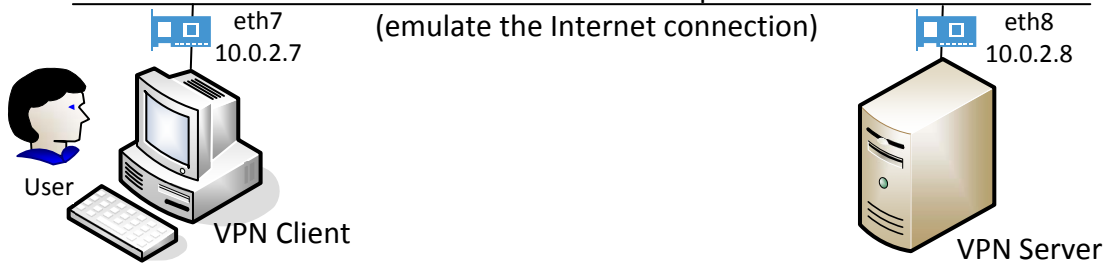 eth7
10.0.2.7
(emulate the Internet connection)
eth8
10.0.2.8
User
VPN Client
VPN Server